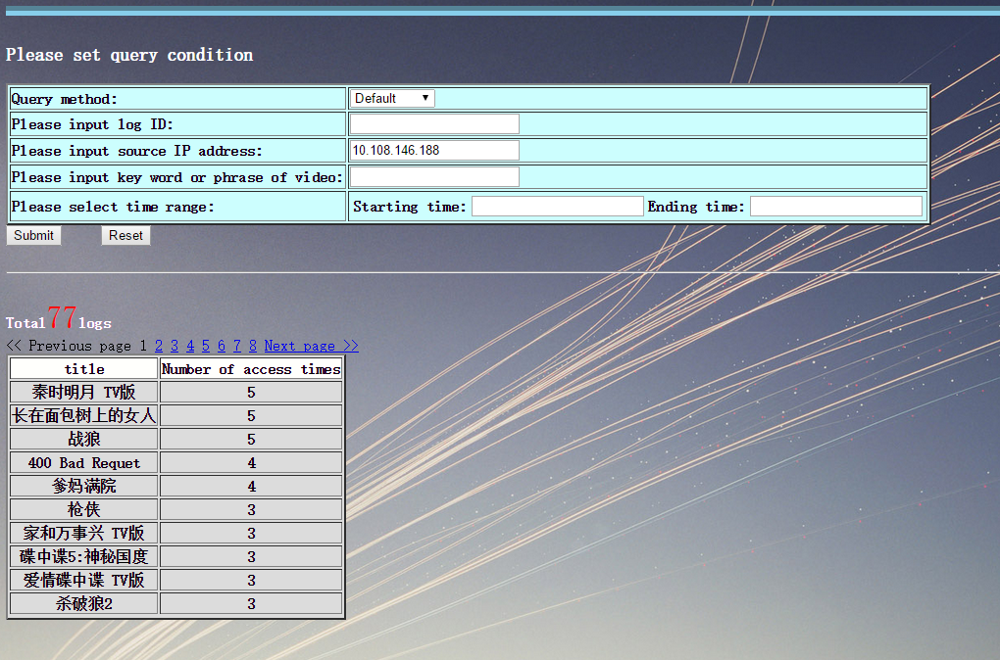 Please set query condition
Query method: Default
Please input log ID:
Please input source IP address: 10.108.146.188
Please input key word or phrase of video:
Please select time range: Starting time: Ending time:
Submit Reset
Total77logs
<< Previous page 1 2 3 4 5 6 7 8 Next page >>
title Number of access times
秦时明月 TV版 5
长在面包树上的女人 5
战狼 5
400 Bad Requet 4
爹妈满院 4
枪侠 3
家和万事兴 TV版 3
碟中谍5:神秘国度 3
爱情碟中谍 TV版 3
杀破狼2 3